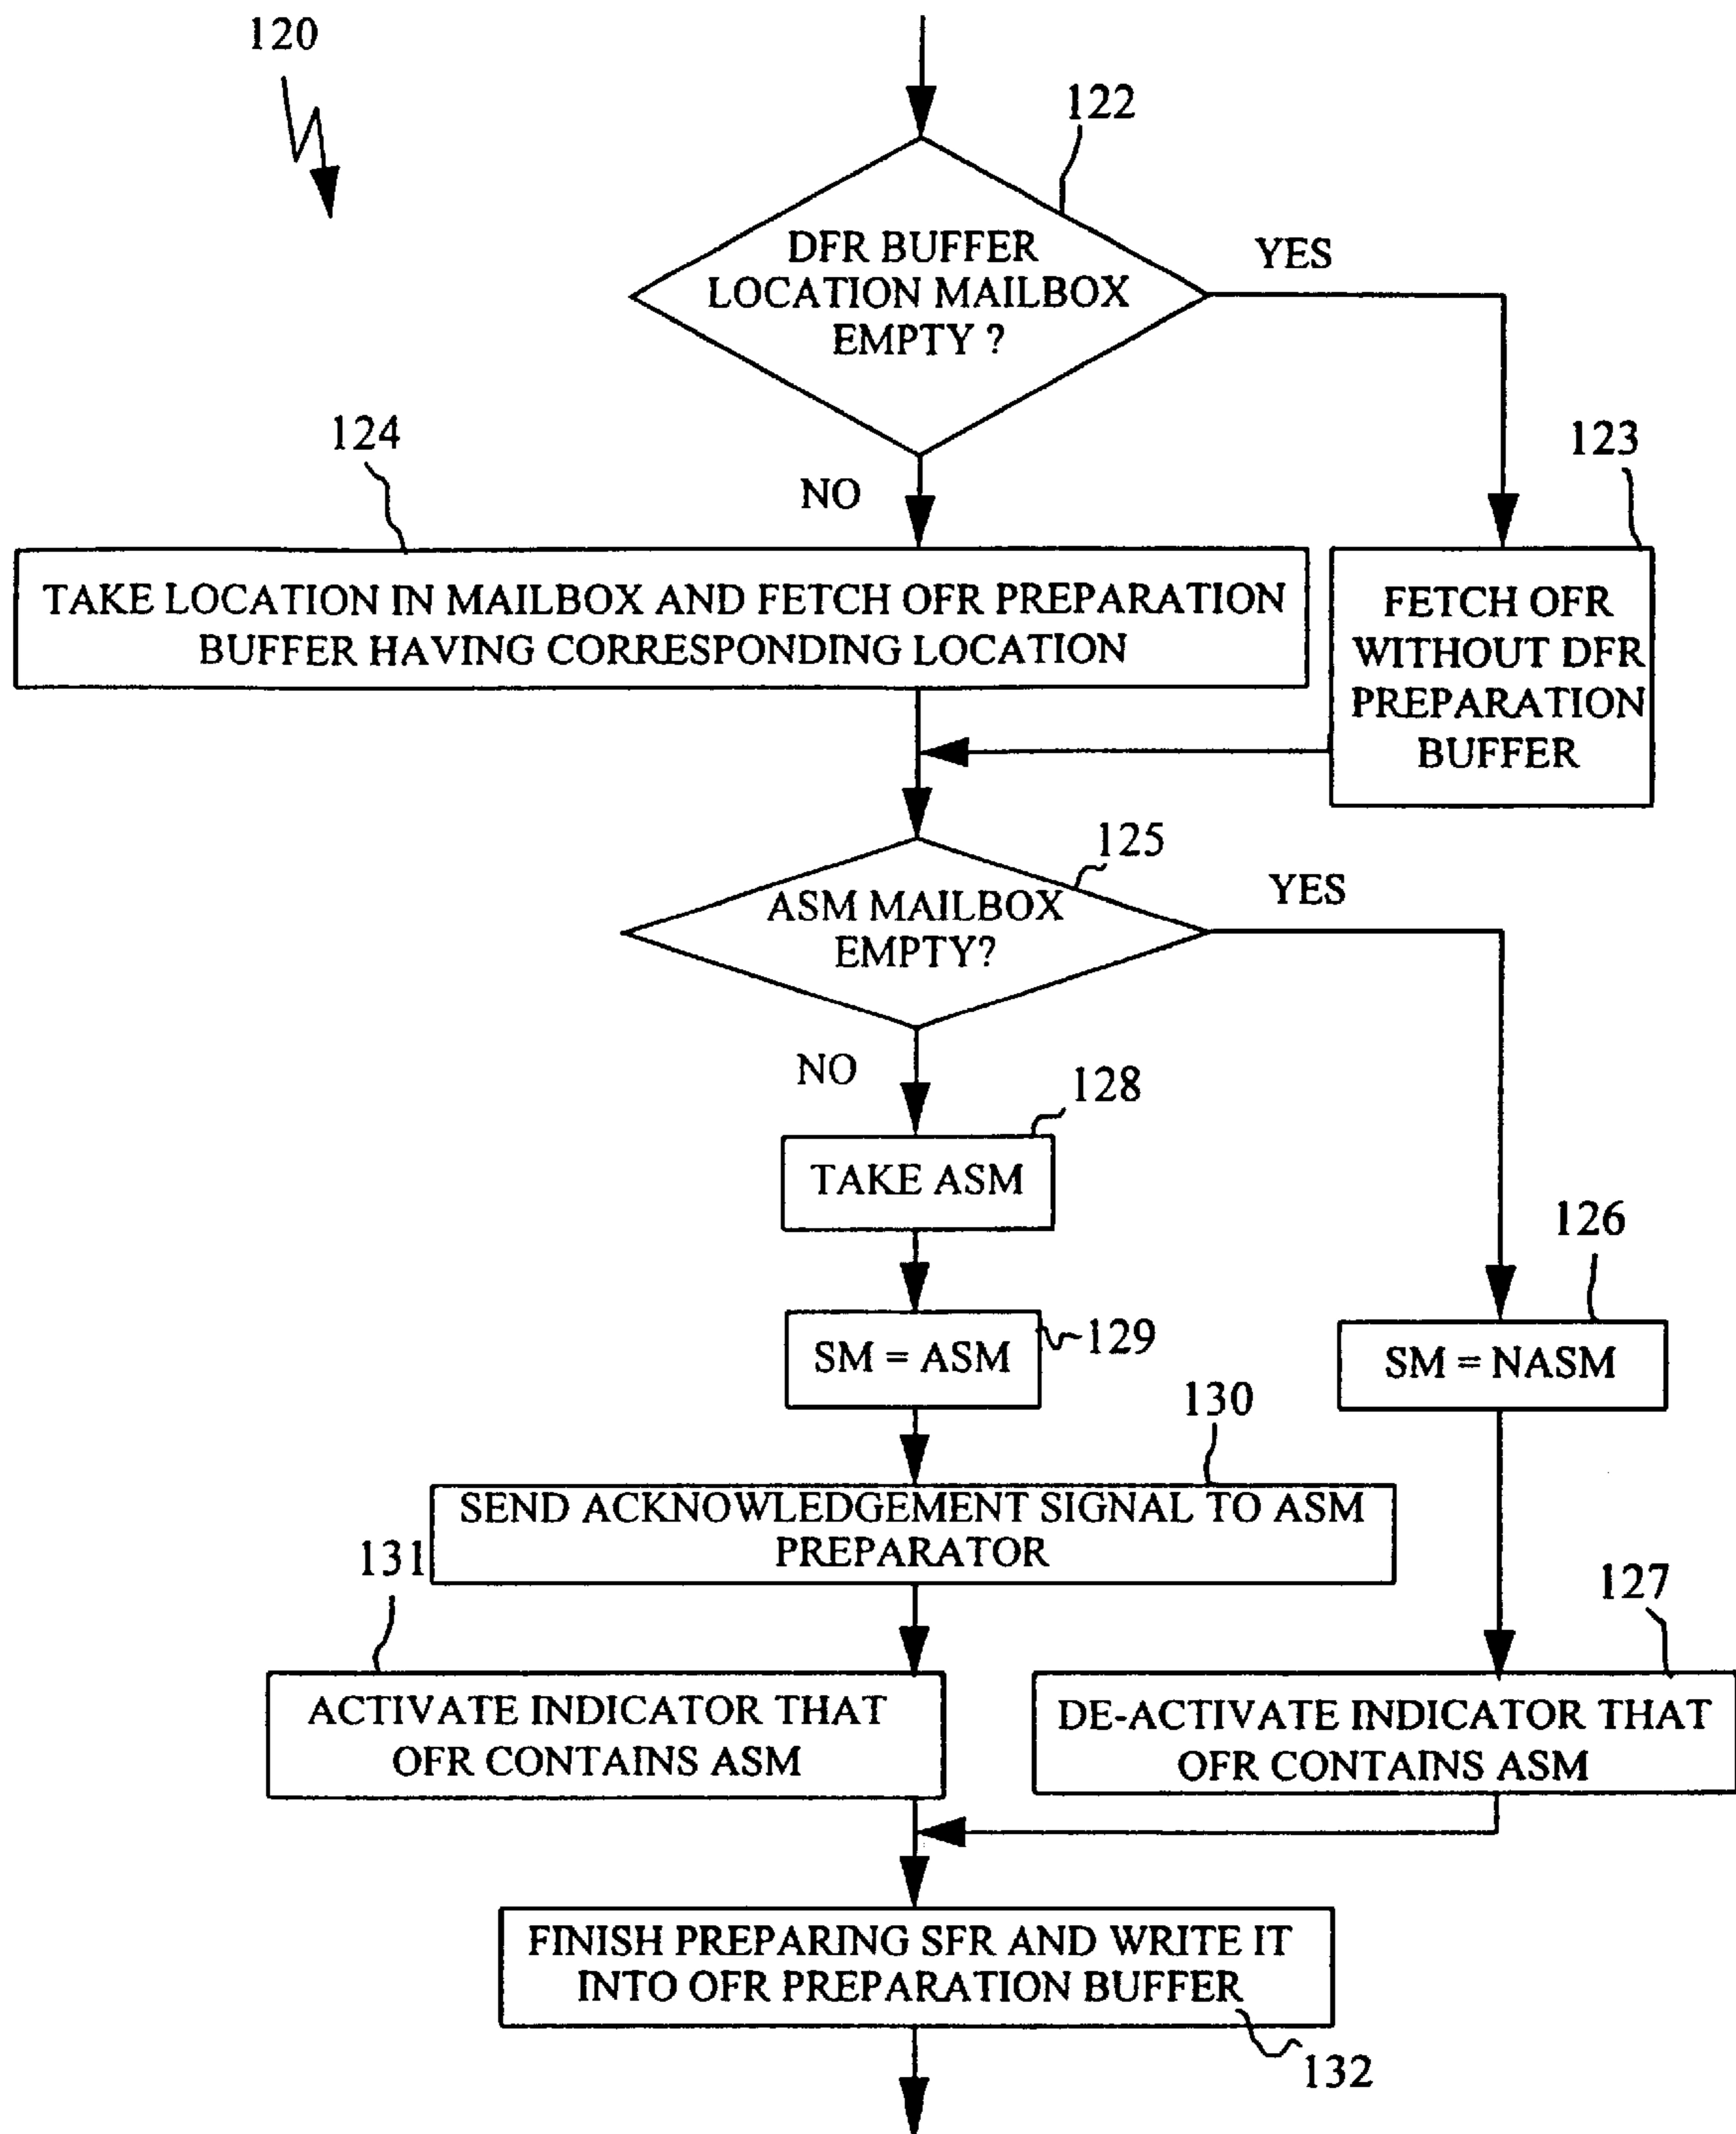 120
122
DFR BUFFER
LOCATION MAILBOX
EMPTY ?
YES
124
NO
123
TAKE LOCATION IN MAILBOX AND FETCH OFR PREPARATION
BUFFER HAVING CORRESPONDING LOCATION
FETCH OFR
WITHOUT DFR
PREPARATION
BUFFER
125
ASM MAILBOX
EMPTY?
YES
NO
128
TAKE ASM
126
SM = ASM
129
SM = NASM
130
SEND ACKNOWLEDGEMENT SIGNAL TO ASM
PREPARATOR
131
127
ACTIVATE INDICATOR THAT
OFR CONTAINS ASM
DE-ACTIVATE INDICATOR THAT
OFR CONTAINS ASM
FINISH PREPARING SFR AND WRITE IT
INTO OFR PREPARATION BUFFER
132